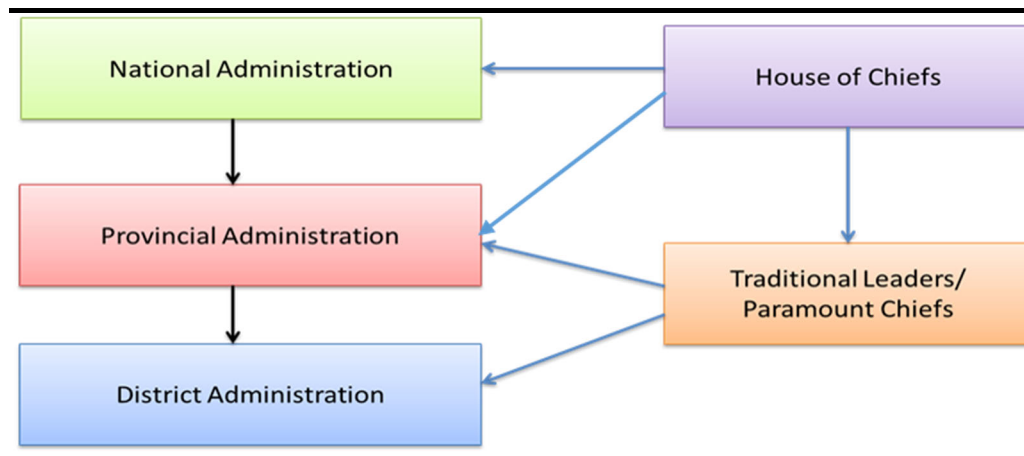 National Administration
House of Chiefs
Provincial Administration
Traditional Leaders/
Paramount Chiefs
District Administration